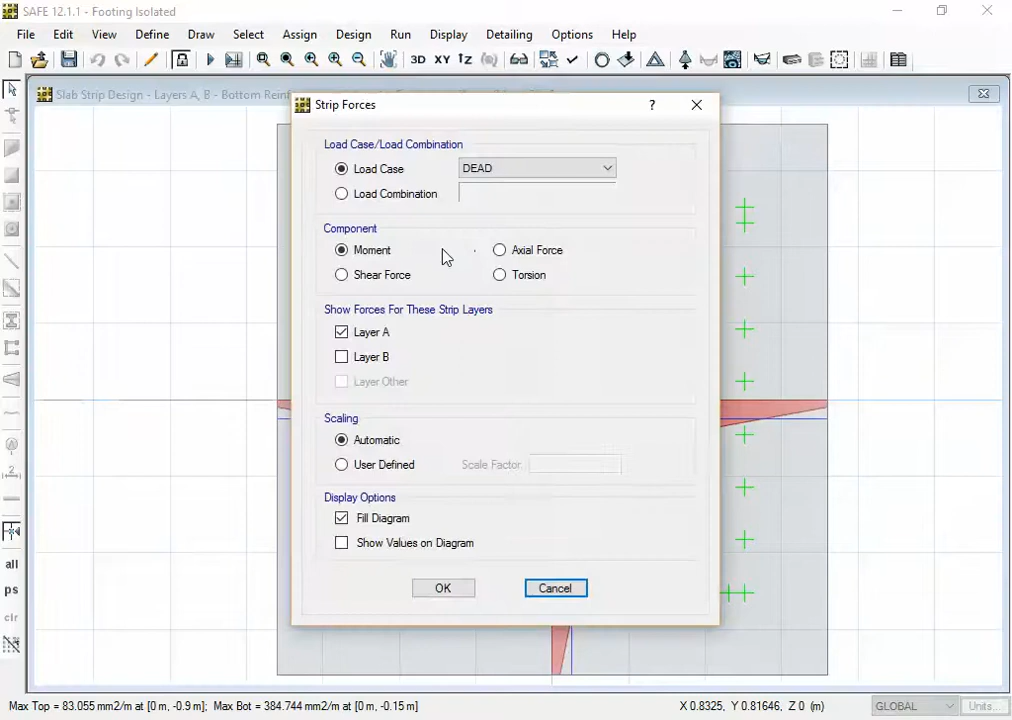 SAFE 12.1.1 - Footing Isolated
File Edit View Define Draw Select Assign Design Run Display Detailing Options Help
3D XY
Slab Strip Design - Layers A, B - Bottom Reinf
Strip Forces
?
Load Case/Load Combination
Load Case DEAD
Load Combination
Component
Moment Axial Force
Shear Force Torsion
Show Forces For These Strip Layers
Layer A
Layer B
Layer Other
Scaling
Automatic
User Defined Scale Factor
Display Options
Fill Diagram
Show Values on Diagram
OK Cancel
all
ps
clr
Max Top = 83.055 mm2/m at [0 m, -0.9 m]; Max Bot = 384.744 mm2/m at [0 m, -0.15 m] X 0.8325, Y 0.81646, Z 0 (m) GLOBAL Units...